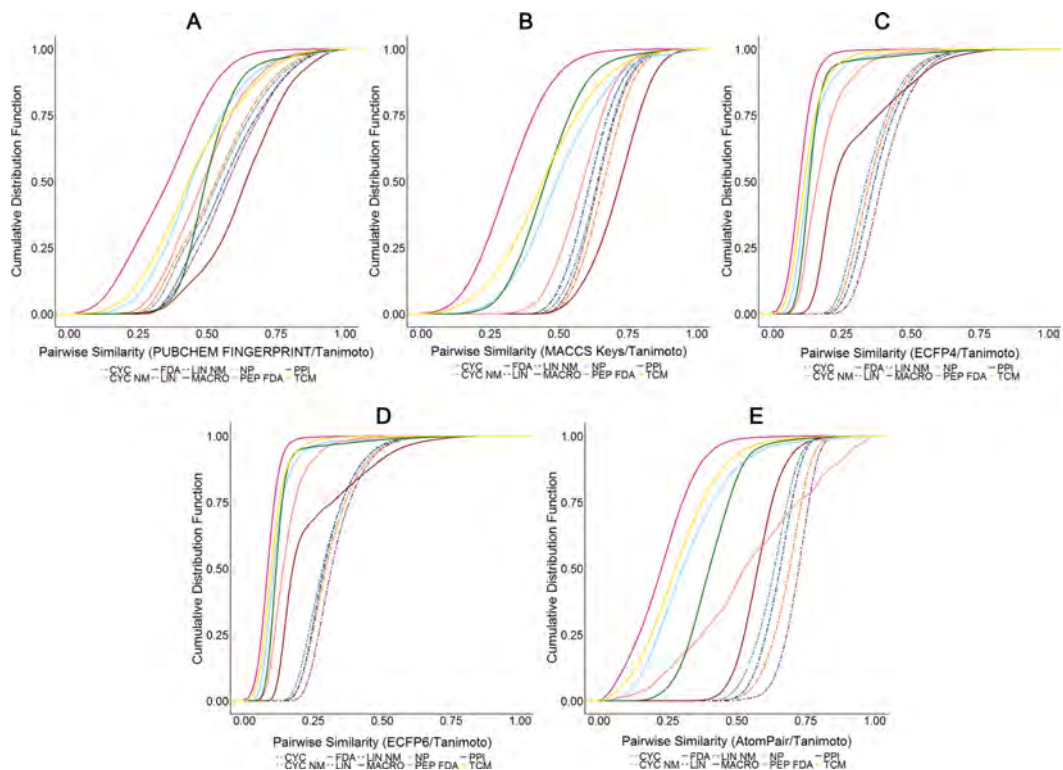 A
B
C
1.00
0.75
0.50
0.25
0.00
Cumulative Distribution Function
0.00 0.25 0.50 0.75 1.00
Pairwise Similarity (PUBCHEM FINGERPRINT/Tanimoto)
CYC FDA LIN NM NP PPI
CYC NM LIN MACRO PEP FDA TCM
1.00
0.75
0.50
0.25
0.00
Cumulative Distribution Function
0.00 0.25 0.50 0.75 1.00
Pairwise Similarity (MACCS Keys/Tanimoto)
CYC FDA LIN NM NP PPI
CYC NM LIN MACRO PEP FDA TCM
1.00
0.75
0.50
0.25
0.00
Cumulative Distribution Function
0.00 0.25 0.50 0.75 1.00
Pairwise Similarity (ECFP4/Tanimoto)
CYC FDA LIN NM NP PPI
CYC NM LIN MACRO PEP FDA TCM
D
E
1.00
0.75
0.50
0.25
0.00
Cumulative Distribution Function
0.00 0.25 0.50 0.75 1.00
Pairwise Similarity (ECFP6/Tanimoto)
CYC FDA LIN NM NP PPI
CYC NM LIN MACRO PEP FDA TCM
1.00
0.75
0.50
0.25
0.00
Cumulative Distribution Function
0.00 0.25 0.50 0.75 1.00
Pairwise Similarity (AtomPair/Tanimoto)
CYC FDA LIN NM NP PPI
CYC NM LIN MACRO PEP FDA TCM